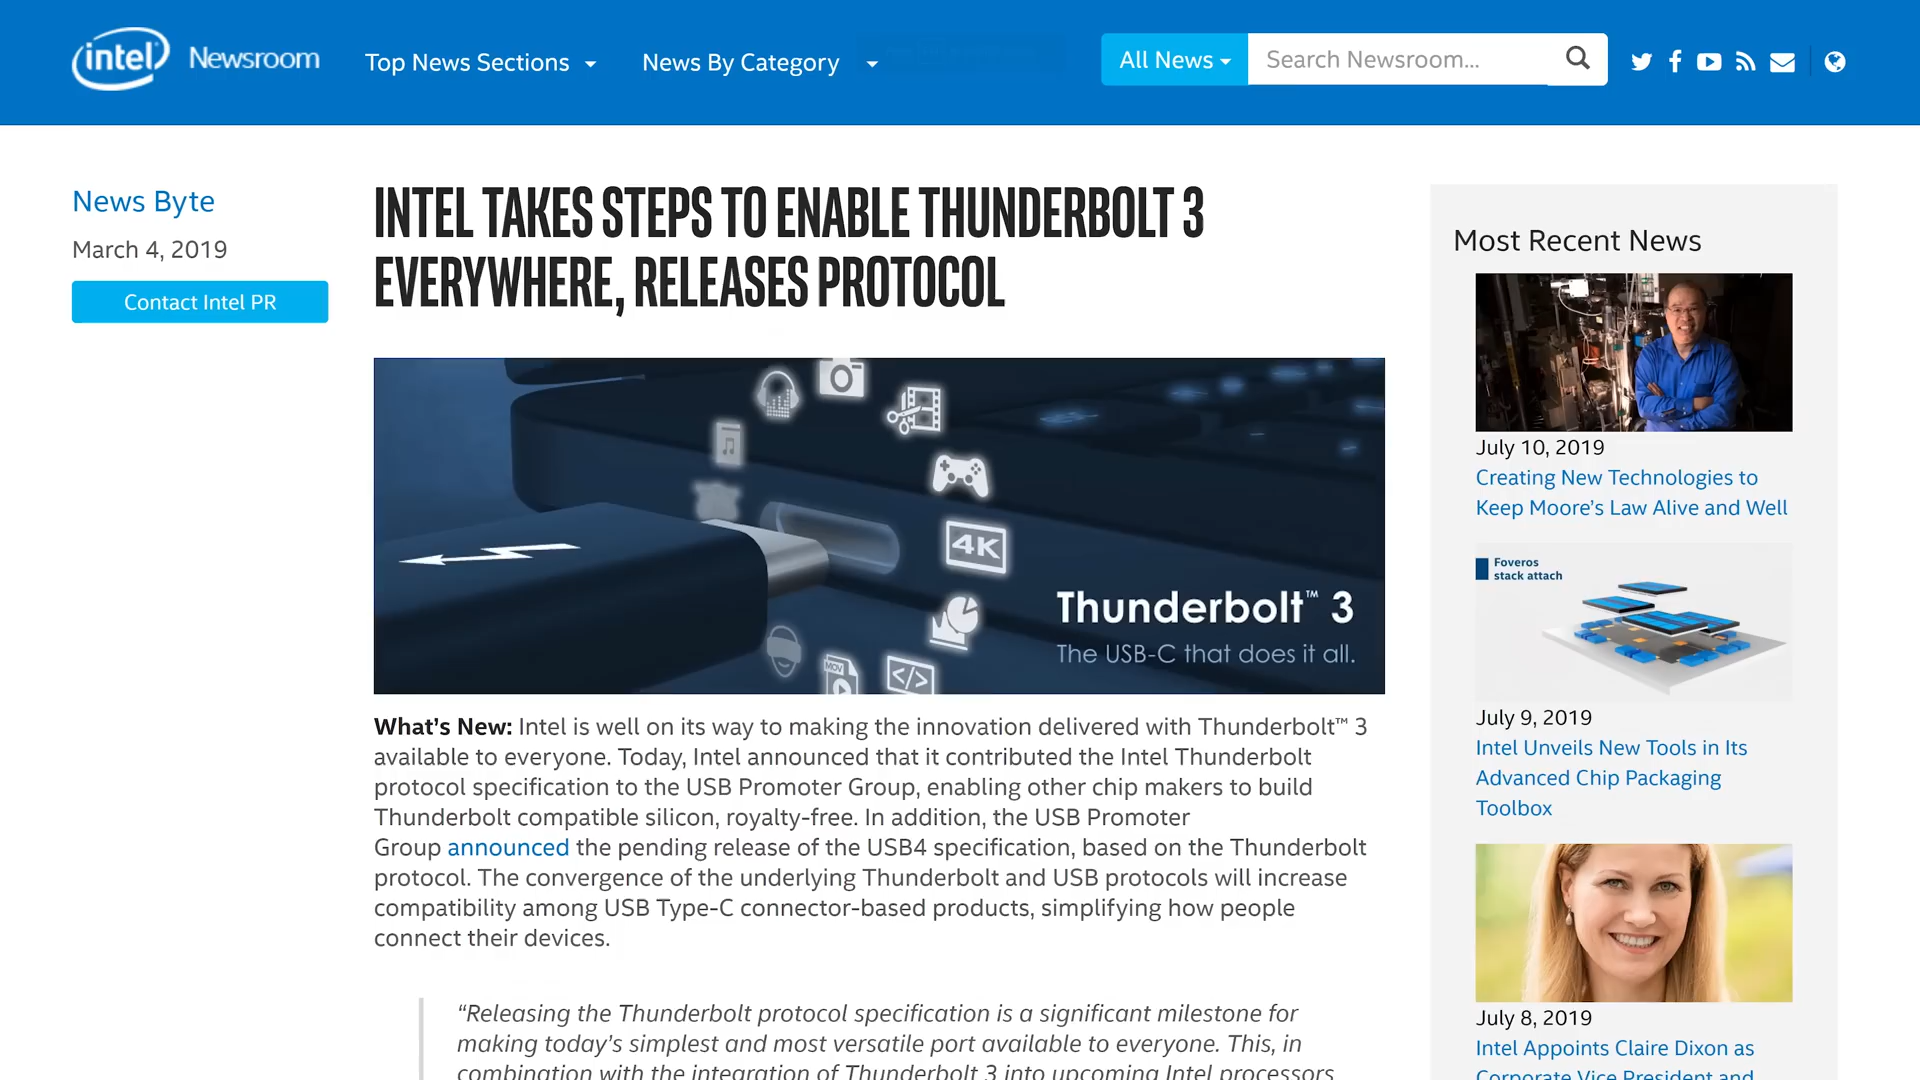 intel Newsroom
Top News Sections
News By Category
All News
Search Newsroom...
News Byte
March 4, 2019
Contact Intel PR
INTEL TAKES STEPS TO ENABLE THUNDERBOLT 3
EVERYWHERE, RELEASES PROTOCOL
4K
MOV
</>
Thunderbolt™ 3
The USB-C that does it all.
What’s New: Intel is well on its way to making the innovation delivered with Thunderbolt™ 3
available to everyone. Today, Intel announced that it contributed the Intel Thunderbolt
protocol specification to the USB Promoter Group, enabling other chip makers to build
Thunderbolt compatible silicon, royalty-free. In addition, the USB Promoter
Group announced the pending release of the USB4 specification, based on the Thunderbolt
protocol. The convergence of the underlying Thunderbolt and USB protocols will increase
compatibility among USB Type-C connector-based products, simplifying how people
connect their devices.
“Releasing the Thunderbolt protocol specification is a significant milestone for
making today’s simplest and most versatile port available to everyone. This, in
combination with the integration of Thunderbolt 3 into upcoming Intel processors
Most Recent News
July 10, 2019
Creating New Technologies to
Keep Moore’s Law Alive and Well
Foveros
stack attach
July 9, 2019
Intel Unveils New Tools in Its
Advanced Chip Packaging
Toolbox
July 8, 2019
Intel Appoints Claire Dixon as
Corporate Vice President and